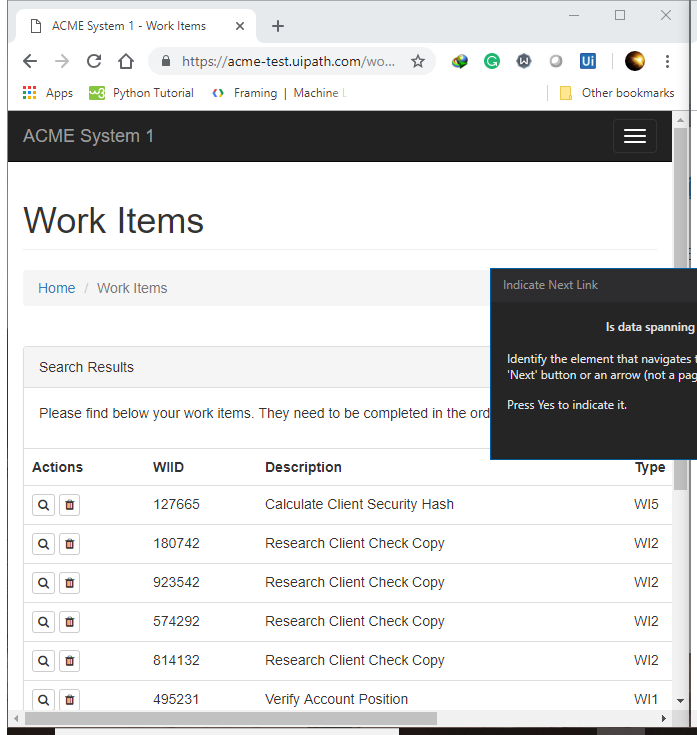 ACME System 1 - Work Items
https://acme-test.uipath.com/wo...
Apps
Python Tutorial
Framing | Machine L
Other bookmarks
ACME System 1
Work Items
Home / Work Items
Indicate Next Link
Is data spanning
Identify the element that navigates t
'Next' button or an arrow (not a pag
Press Yes to indicate it.
Search Results
Please find below your work items. They need to be completed in the ord
Actions WIID Description Type
127665 Calculate Client Security Hash WI5
180742 Research Client Check Copy WI2
923542 Research Client Check Copy WI2
574292 Research Client Check Copy WI2
814132 Research Client Check Copy WI2
495231 Verify Account Position WI1